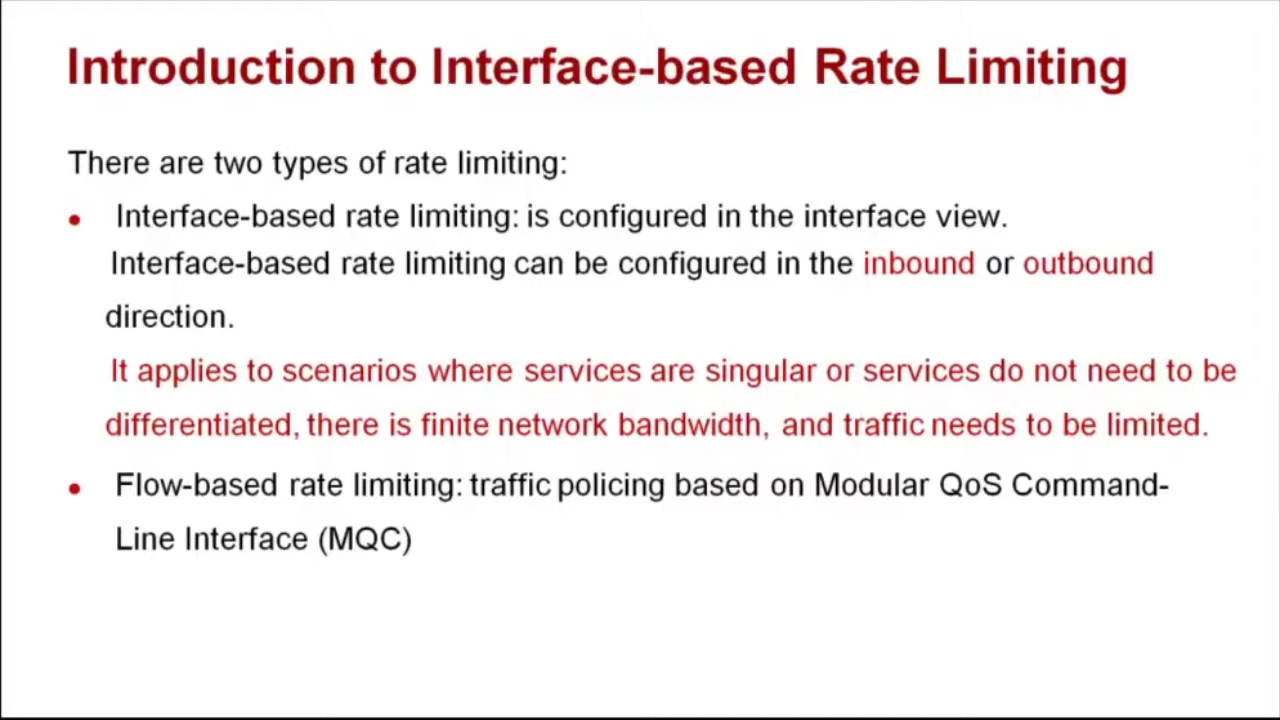 Introduction to Interface-based Rate Limiting
There are two types of rate limiting:
• Interface-based rate limiting: is configured in the interface view.
Interface-based rate limiting can be configured in the inbound or outbound
direction.
It applies to scenarios where services are singular or services do not need to be
differentiated, there is finite network bandwidth, and traffic needs to be limited.
• Flow-based rate limiting: traffic policing based on Modular QoS Command-
Line Interface (MQC)